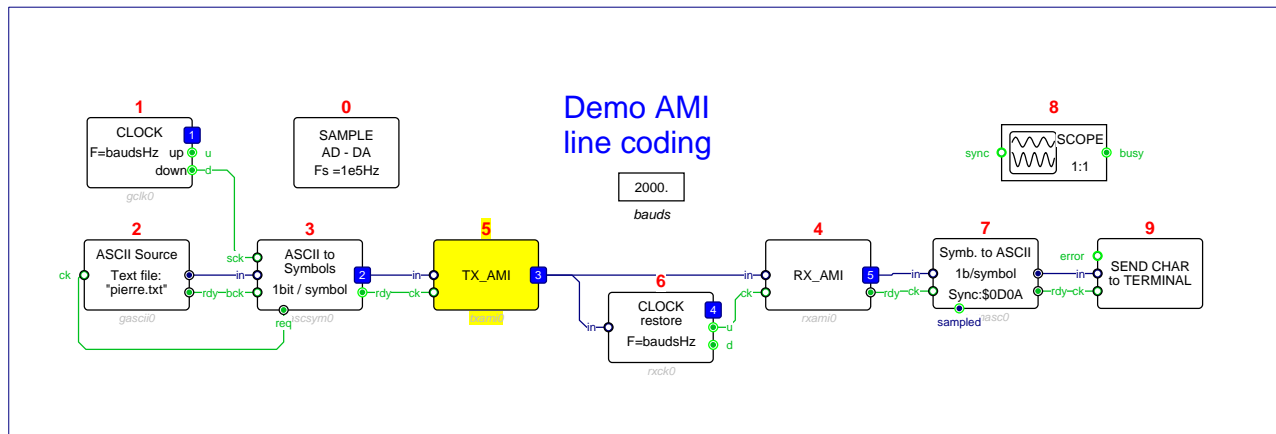 Demo AMI
line coding
1
CLOCK
1
F=baudsHz
up
u
down
d
gclk0
0
SAMPLE
AD - DA
Fs =1e5Hz
2000.
bauds
8
sync
SCOPE
1:1
busy
2
ASCII Source
ck
Text file:
"pierre.txt"
rdy
gascii0
3
sck
ASCII to
Symbols
in
2
1bit / symbol
bck
rdy
req
scsym0
5
in
TX_AMI
3
ck
txami0
6
CLOCK
restore
4
in
F=baudsHz
u
d
rxck0
4
in
RX_AMI
5
ck
rdy
rxami0
7
Symb. to ASCII
in
1b/symbol
ck
Sync:$0D0A
rdy
sampled
9
error
in
SEND CHAR
to TERMINAL
ck